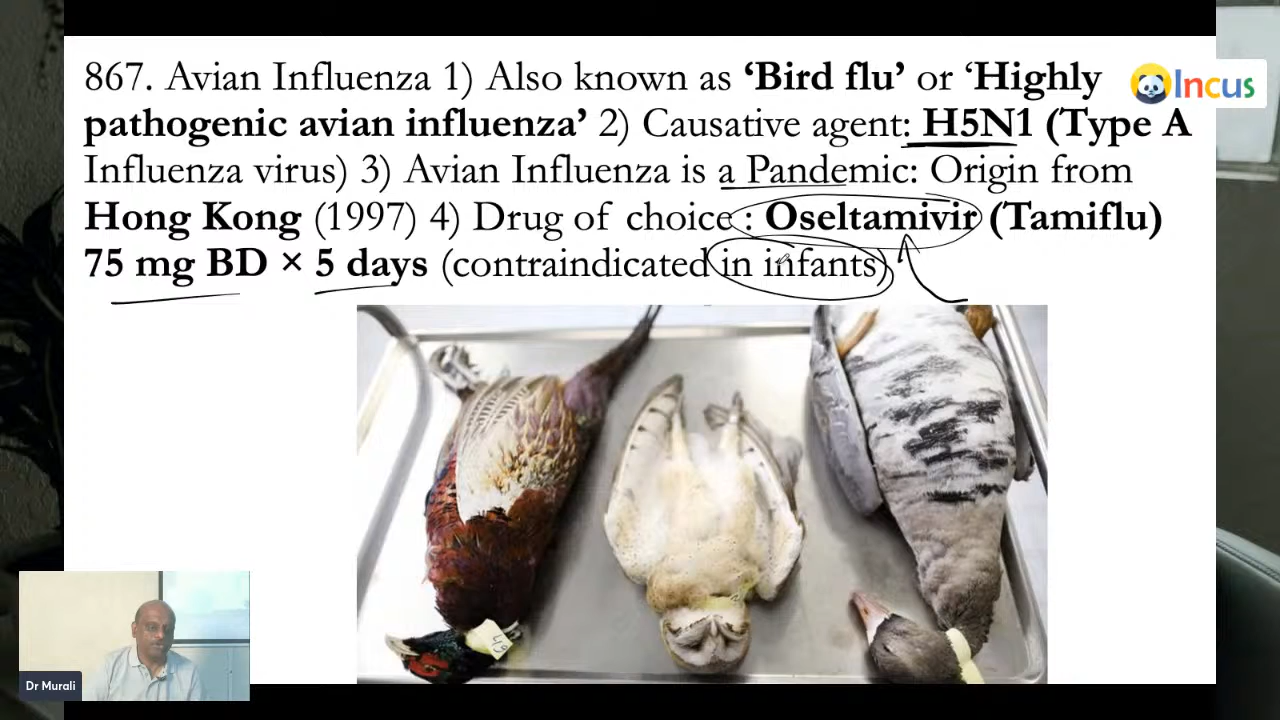 867. Avian Influenza 1) Also known as ‘Bird flu’ or ‘Highly
pathogenic avian influenza’ 2) Causative agent: H5N1 (Type A
Influenza virus) 3) Avian Influenza is a Pandemic: Origin from
Hong Kong (1997) 4) Drug of choice : Oseltamivir (Tamiflu)
75 mg BD × 5 days (contraindicated in infants)
Incus
49
Dr Murali